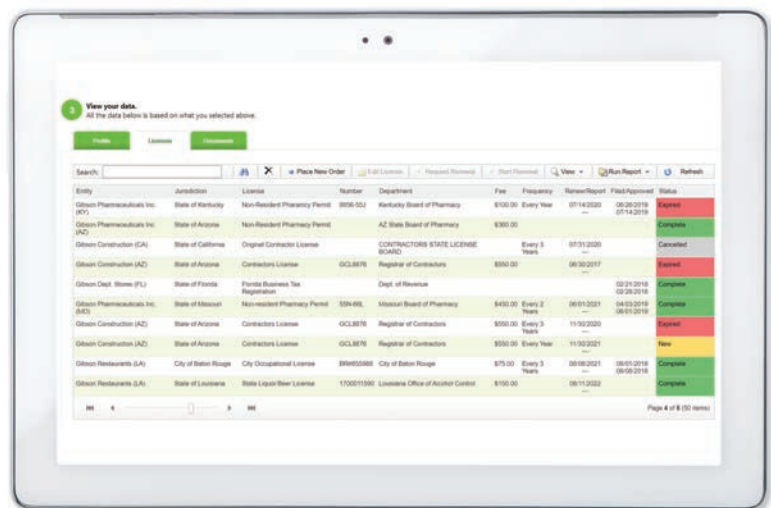 3 View your data.
All the data below is based on what you selected above.
Profile Licenses Documents
Search: Place New Order Edit License Request Renewal Start Renewal View Run Report Refresh
Entity Jurisdiction License Number Department Fee Frequency Renew/Report Filed/Approved Status
Gibson Pharmaceuticals Inc. (KY) State of Kentucky Non-Resident Pharamcy Permit Kentucky Board of Pharmacy $100.00 Every Year 07/14/2020 06/26/2019 07/14/2019 Expired
Gibson Pharmaceuticals Inc. (AZ) State of Arizona Non-Resident Pharmacy Permit AZ State Board of Pharmacy $360.00 Complete
Gibson Construction (CA) State of California Original Contractor License CONTRACTORS STATE LICENSE BOARD Every 3 Years 07/31/2020 --- Cancelled
Gibson Construction (AZ) State of Arizona Contractors License GCL8876 Registrar of Contractors $550.00 06/30/2017 --- Expired
Gibson Dept. Stores (FL) State of Florida Florida Business Tax Registration Dept. of Revenue 02/21/2018 02/28/2018 Complete
Gibson Pharmaceuticals Inc. (MO) State of Missouri Non-resident Pharmacy Permit Missouri Board of Pharmacy $450.00 Every 2 Years 06/01/2021 04/03/2019 06/01/2019 Complete
Gibson Construction (AZ) State of Arizona Contractors License GCL8876 Registrar of Contractors $550.00 Every 3 Years 11/30/2020 --- Expired
Gibson Construction (AZ) State of Arizona Contractors License GCL8876 Registrar of Contractors $550.00 Every Year 11/30/2021 --- New
Gibson Restaurants (LA) City of Baton Rouge City Occupational License City of Baton Rouge $75.00 Every 3 Years 08/08/2021 08/08/2018 Complete
Gibson Restaurants (LA) State of Louisiana State Liquor/Beer License Louisiana Office of Alcohol Control $150.00 08/11/2022 --- Complete
Page 4 of 5 (50 items)